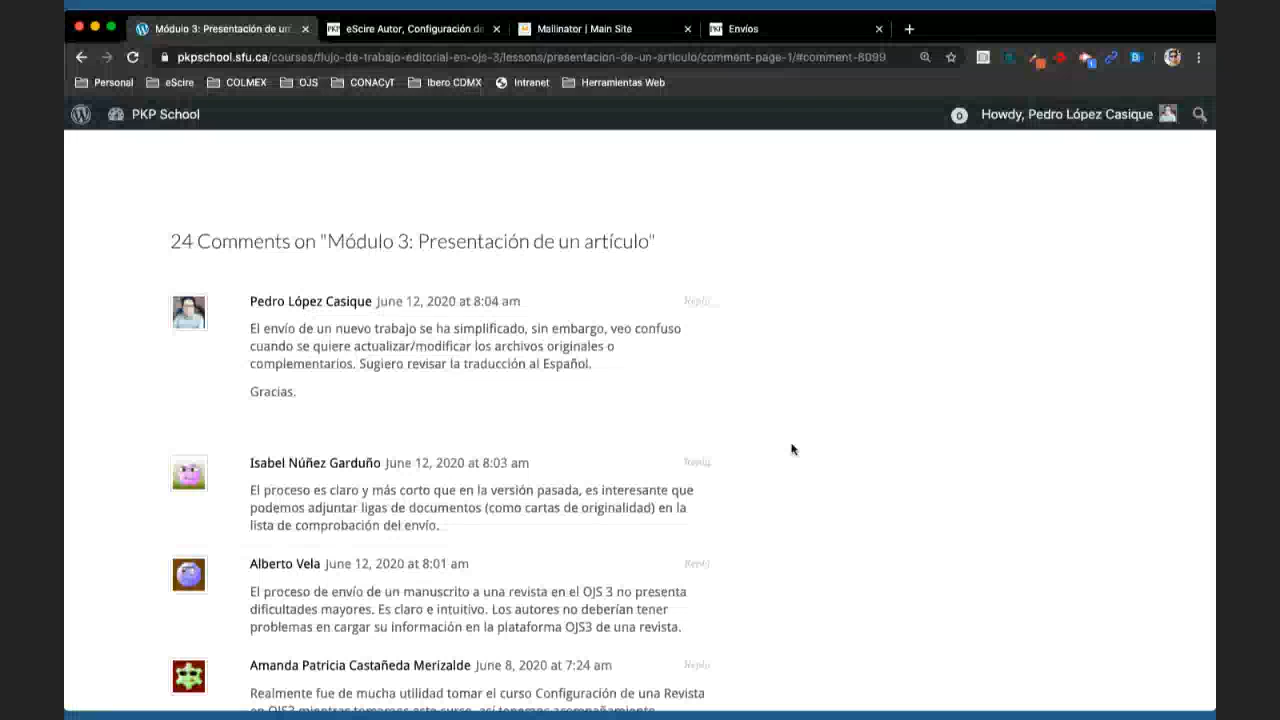 Módulo 3: Presentación de un
eScire Autor, Configuración de
Mailinator | Main Site
Envíos
pkpschool.sfu.ca/courses/flujo-de-trabajo-editorial-en-ojs-3/lessons/presentacion-de-un-articulo/comment-page-1/#comment-8099
Personal eScire COLMEX OJS CONACyT Ibero CDMX Intranet Herramientas Web
PKP School 0 Howdy, Pedro López Casique
24 Comments on "Módulo 3: Presentación de un artículo"
Pedro López Casique June 12, 2020 at 8:04 am Reply
El envío de un nuevo trabajo se ha simplificado, sin embargo, veo confuso
cuando se quiere actualizar/modificar los archivos originales o
complementarios. Sugiero revisar la traducción al Español.
Gracias.
Isabel Núñez Garduño June 12, 2020 at 8:03 am Reply
El proceso es claro y más corto que en la versión pasada, es interesante que
podemos adjuntar ligas de documentos (como cartas de originalidad) en la
lista de comprobación del envío.
Alberto Vela June 12, 2020 at 8:01 am Reply
El proceso de envío de un manuscrito a una revista en el OJS 3 no presenta
dificultades mayores. Es claro e intuitivo. Los autores no deberían tener
problemas en cargar su información en la plataforma OJS3 de una revista.
Amanda Patricia Castañeda Merizalde June 8, 2020 at 7:24 am Reply
Realmente fue de mucha utilidad tomar el curso Configuración de una Revista